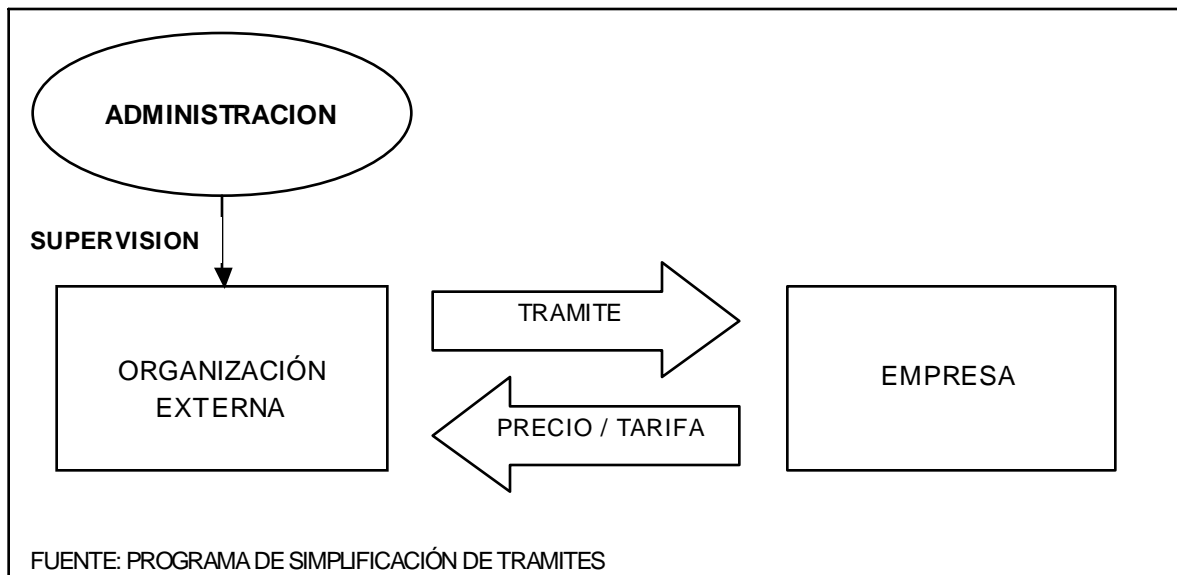 ADMINISTRACION
SUPERVISION
TRAMITE
ORGANIZACIÓN
EXTERNA
EMPRESA
PRECIO / TARIFA
FUENTE: PROGRAMA DE SIMPLIFICACIÓN DE TRAMITES